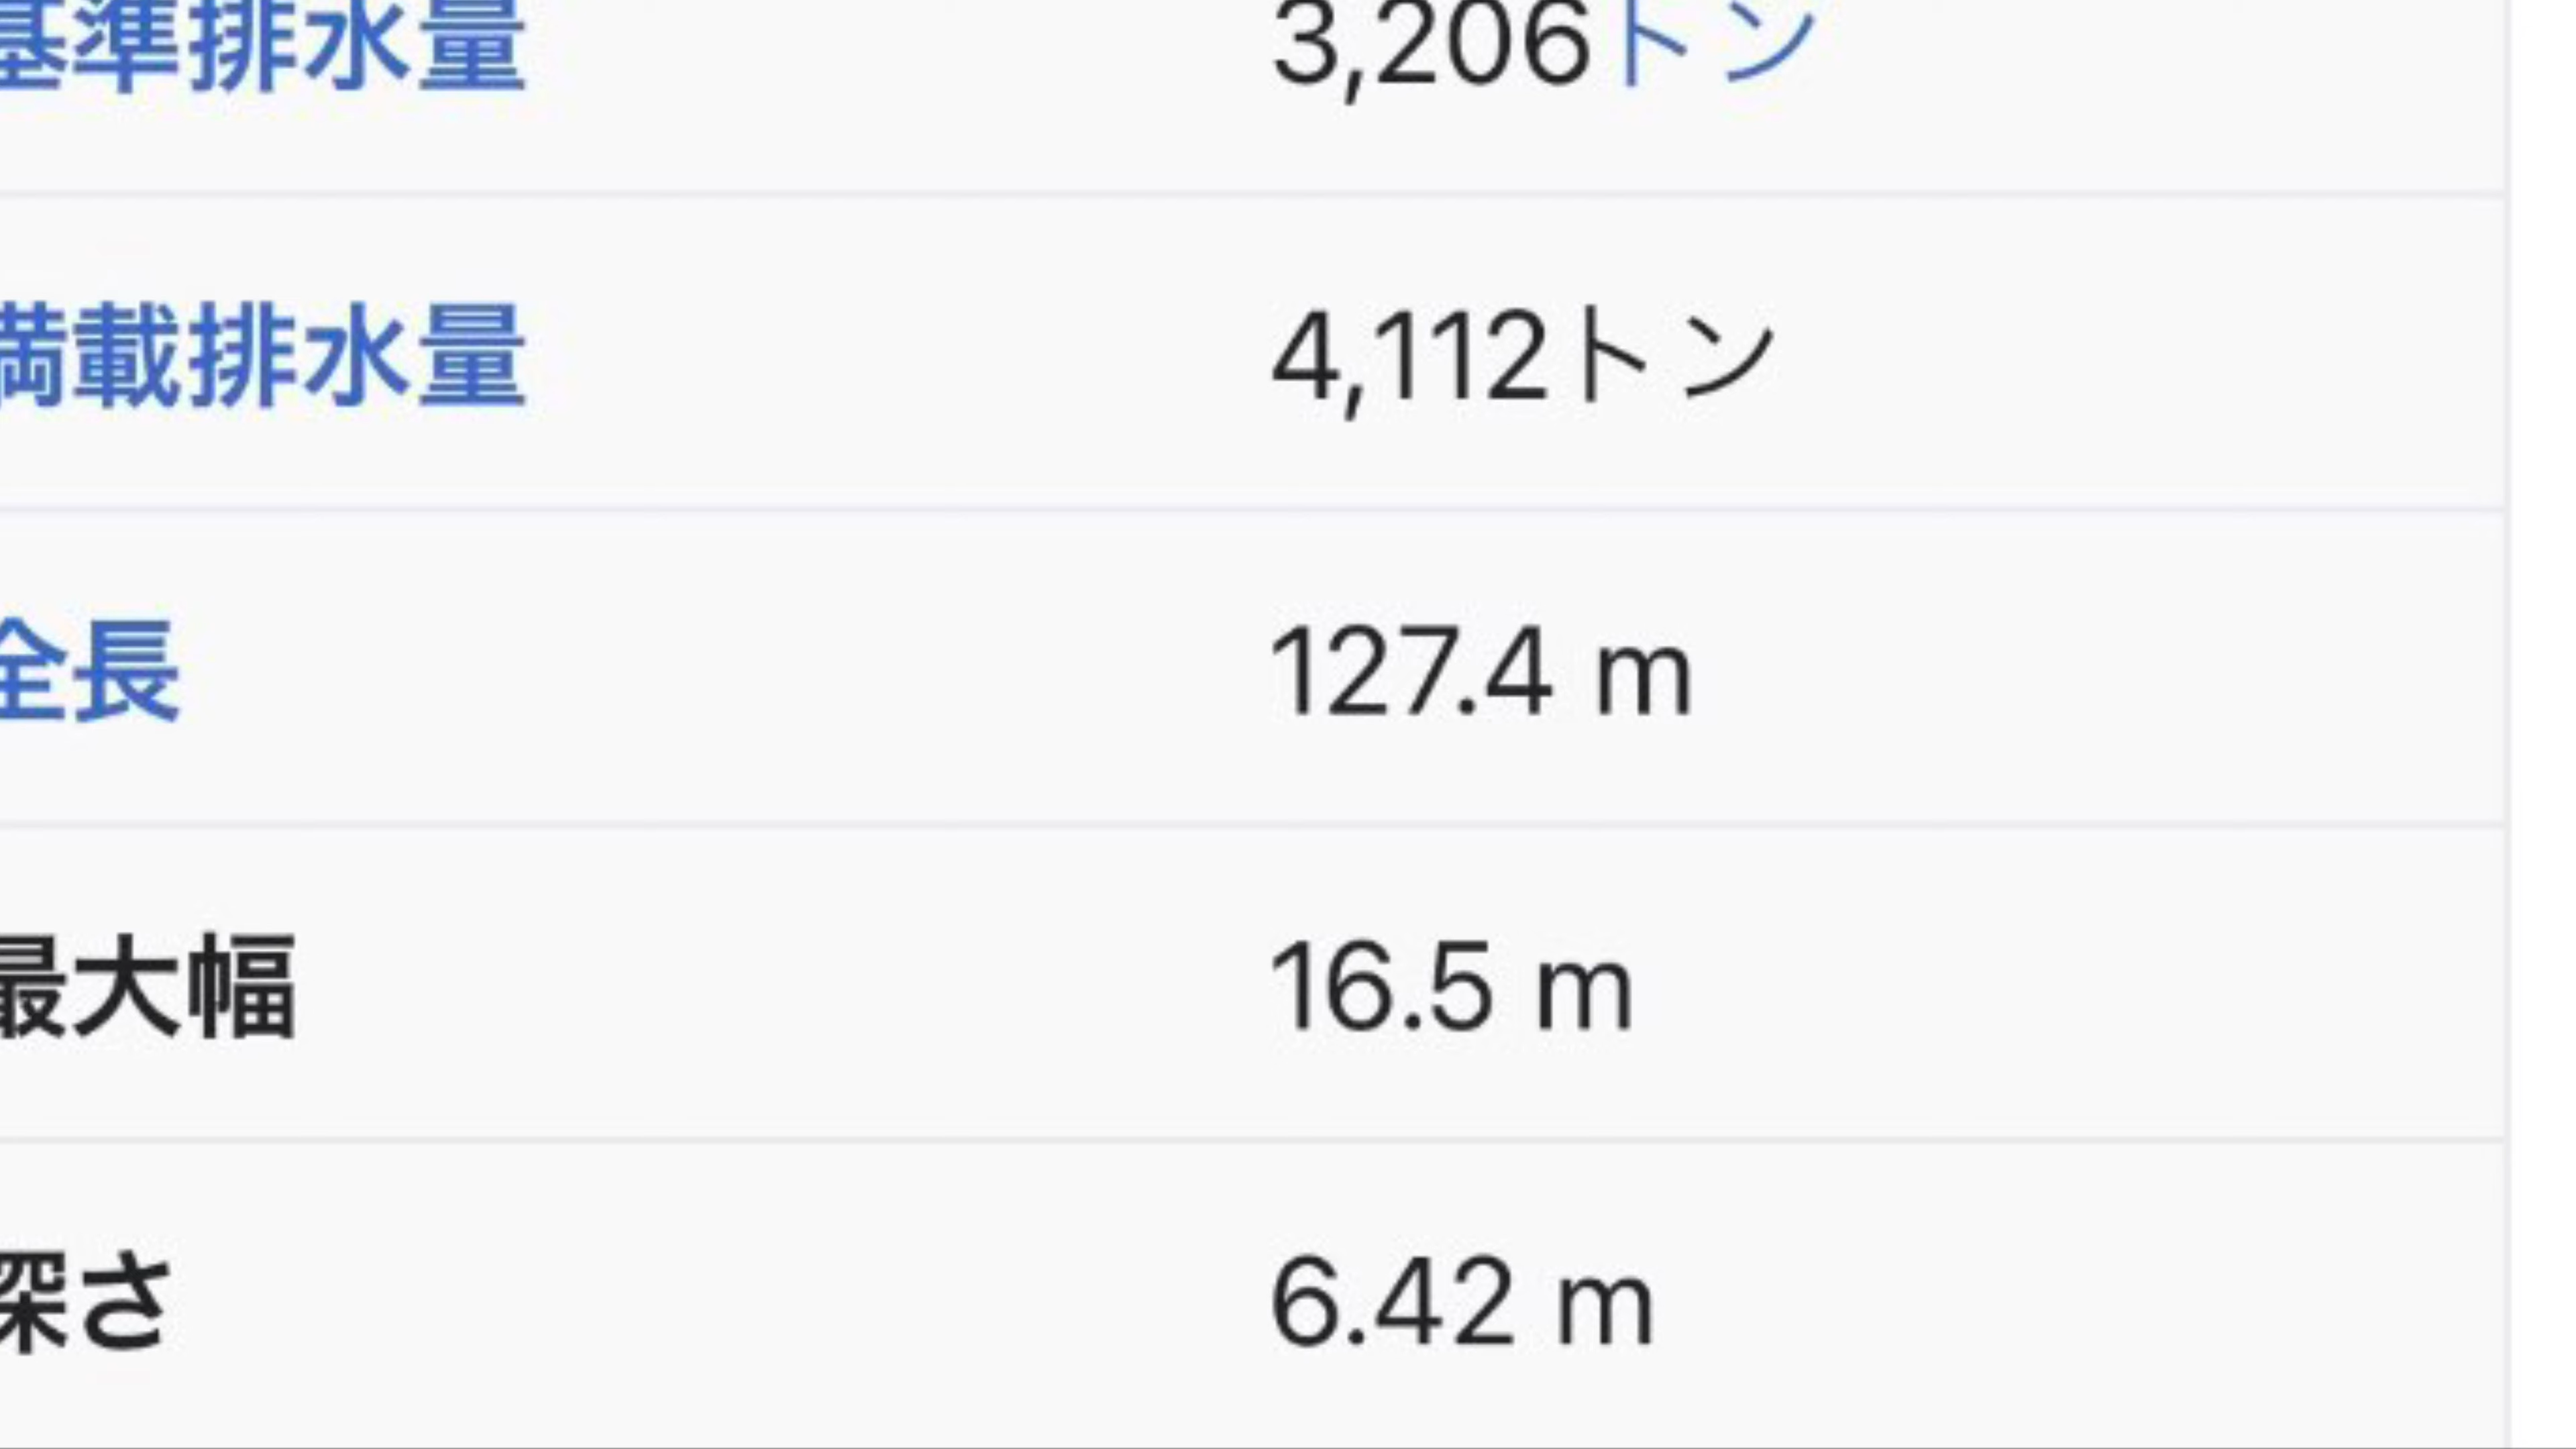 基準排水量 3,206トン
満載排水量 4,112トン
全長 127.4 m
最大幅 16.5 m
深さ 6.42 m